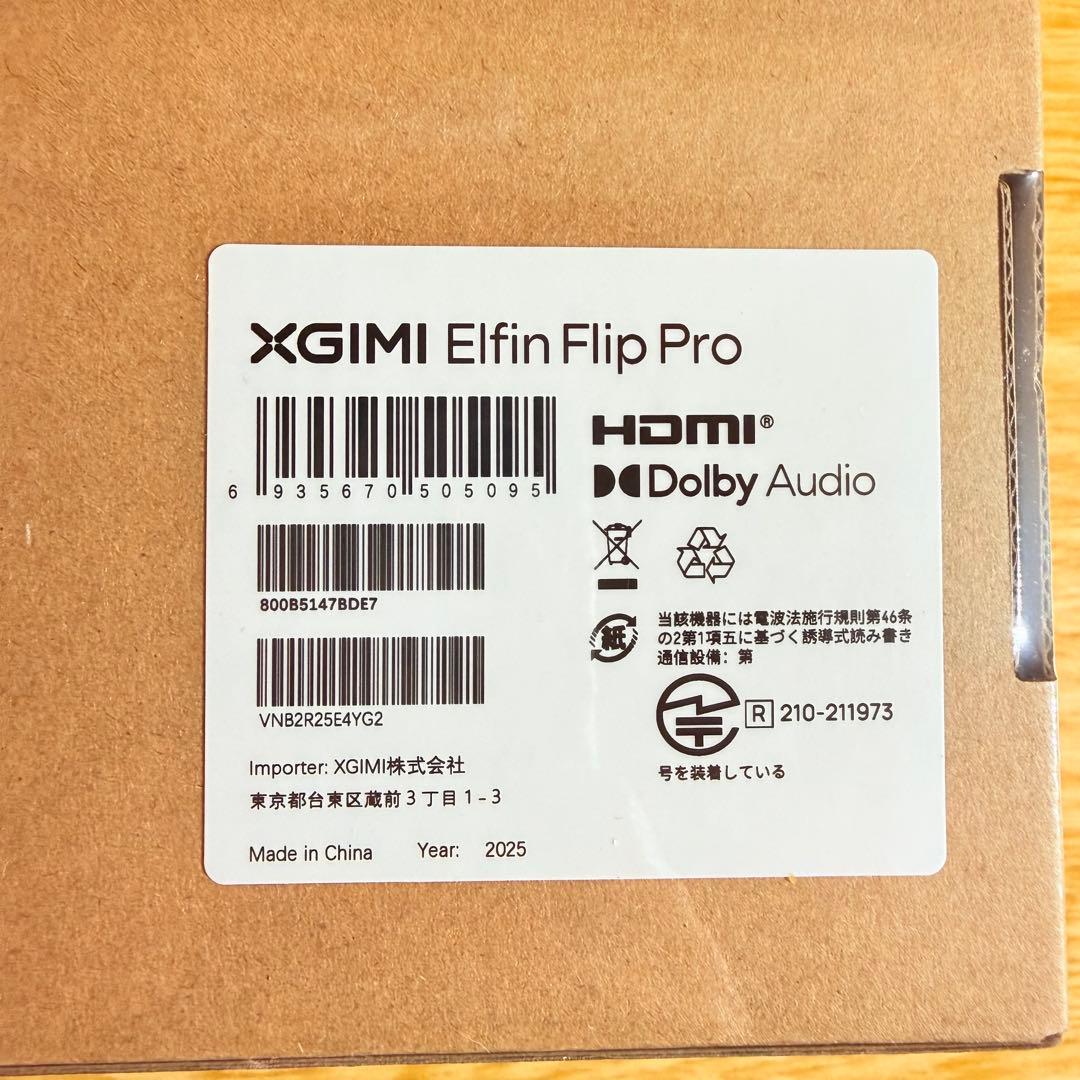 XGIMI Elfin Flip Pro
6 935670 505095
HDMI®
Dolby Audio
800B5147BDE7
VNB2R25E4YG2
紙
当該機器には電波法施行規則第46条
の2第1項五に基づく誘導式読み書き
通信設備：第
R 210-211973
号を装着している
Importer: XGIMI株式会社
東京都台東区蔵前3丁目1-3
Made in China Year: 2025